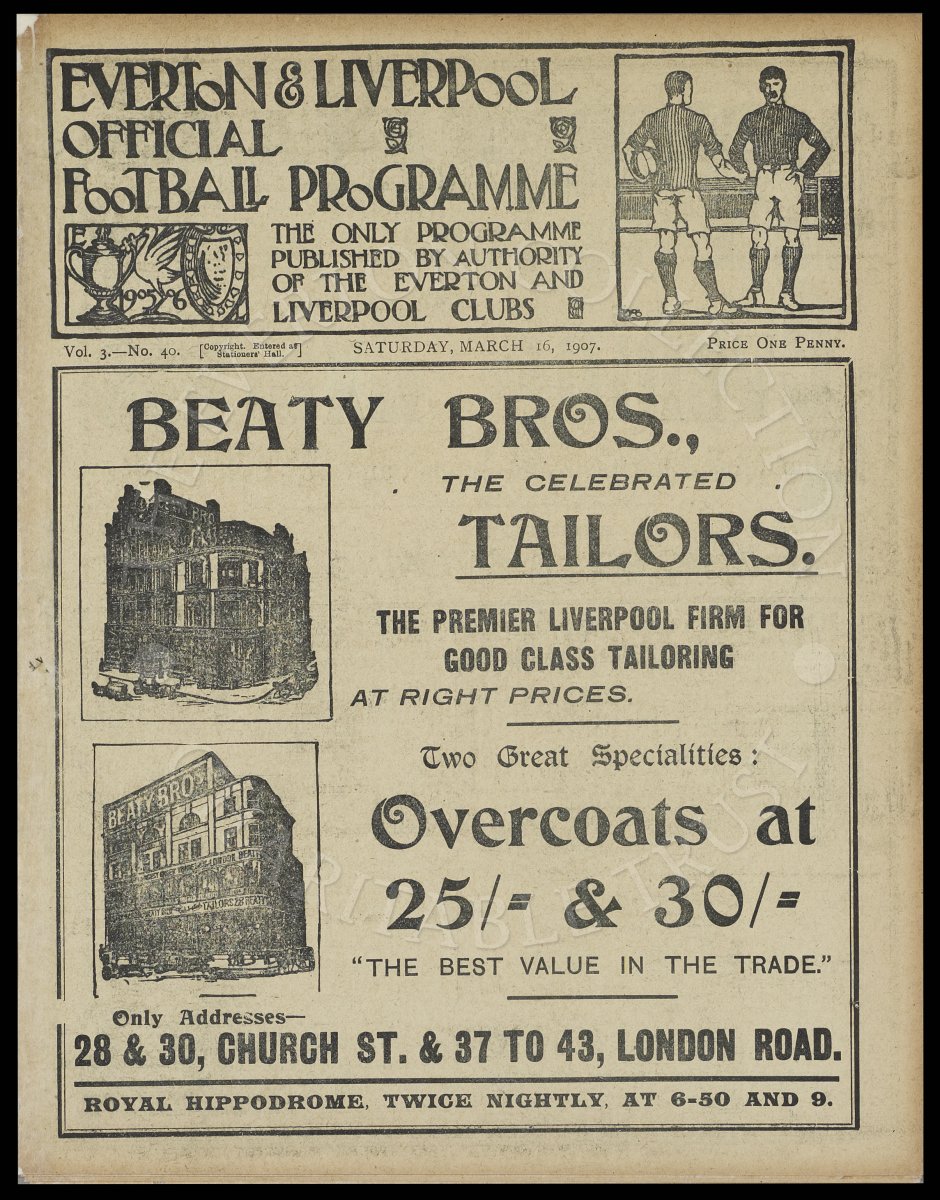 EVERTON & LIVERPOOL
OFFICIAL
FOOTBALL PROGRAMME
THE ONLY PROGRAMME
PUBLISHED BY AUTHORITY
OF THE EVERTON AND
LIVERPOOL CLUBS
1905 6
Vol. 3.—No. 40. [Copyright. Entered at Stationers' Hall.] SATURDAY, MARCH 16, 1907. PRICE ONE PENNY.
BEATY BROS.,
THE CELEBRATED
TAILORS.
THE PREMIER LIVERPOOL FIRM FOR
GOOD CLASS TAILORING
AT RIGHT PRICES.
BEATY BROS
Two Great Specialities:
Overcoats at
25/= & 30/=
"THE BEST VALUE IN THE TRADE."
Only Addresses—
28 & 30, CHURCH ST. & 37 TO 43, LONDON ROAD.
ROYAL HIPPODROME, TWICE NIGHTLY, AT 6-50 AND 9.